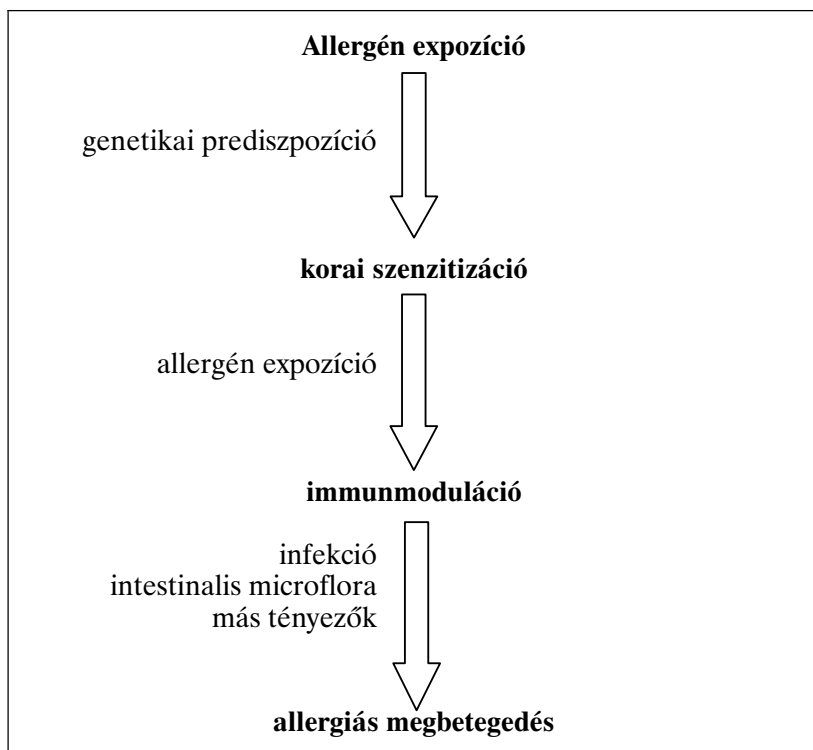 Allergén expozíció
genetikai prediszpozíció
korai szenzitizáció
allergén expozíció
immunmoduláció
infekció
intestinalis microflora
más tényezők
allergiás megbetegedés